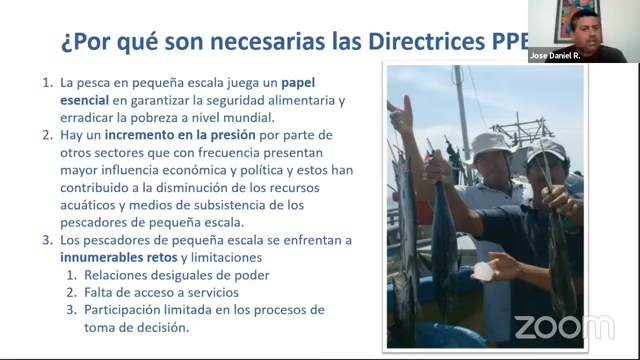 ¿Por qué son necesarias las Directrices PPE
Jose Daniel R.
1. La pesca en pequeña escala juega un papel
esencial en garantizar la seguridad alimentaria y
erradicar la pobreza a nivel mundial.
2. Hay un incremento en la presión por parte de
otros sectores que con frecuencia presentan
mayor influencia económica y política y estos han
contribuido a la disminución de los recursos
acuáticos y medios de subsistencia de los
pescadores de pequeña escala.
3. Los pescadores de pequeña escala se enfrentan a
innumerables retos y limitaciones
1. Relaciones desiguales de poder
2. Falta de acceso a servicios
3. Participación limitada en los procesos de
toma de decisión.
zoom